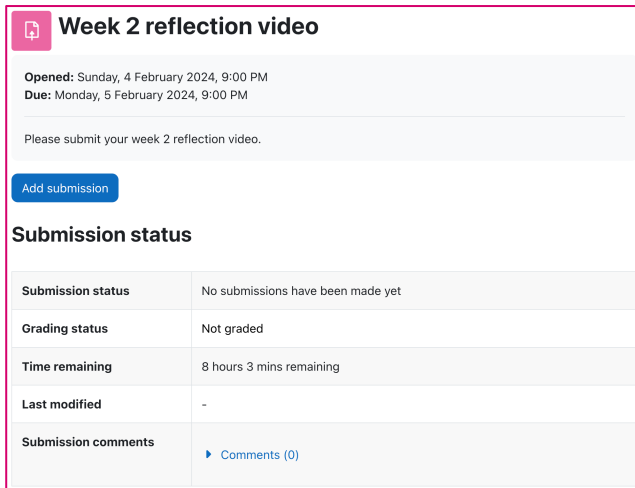 Week 2 reflection video
Opened: Sunday, 4 February 2024, 9:00 PM
Due: Monday, 5 February 2024, 9:00 PM
Please submit your week 2 reflection video.
Add submission
Submission status
Submission status No submissions have been made yet
Grading status Not graded
Time remaining 8 hours 3 mins remaining
Last modified -
Submission comments Comments (0)